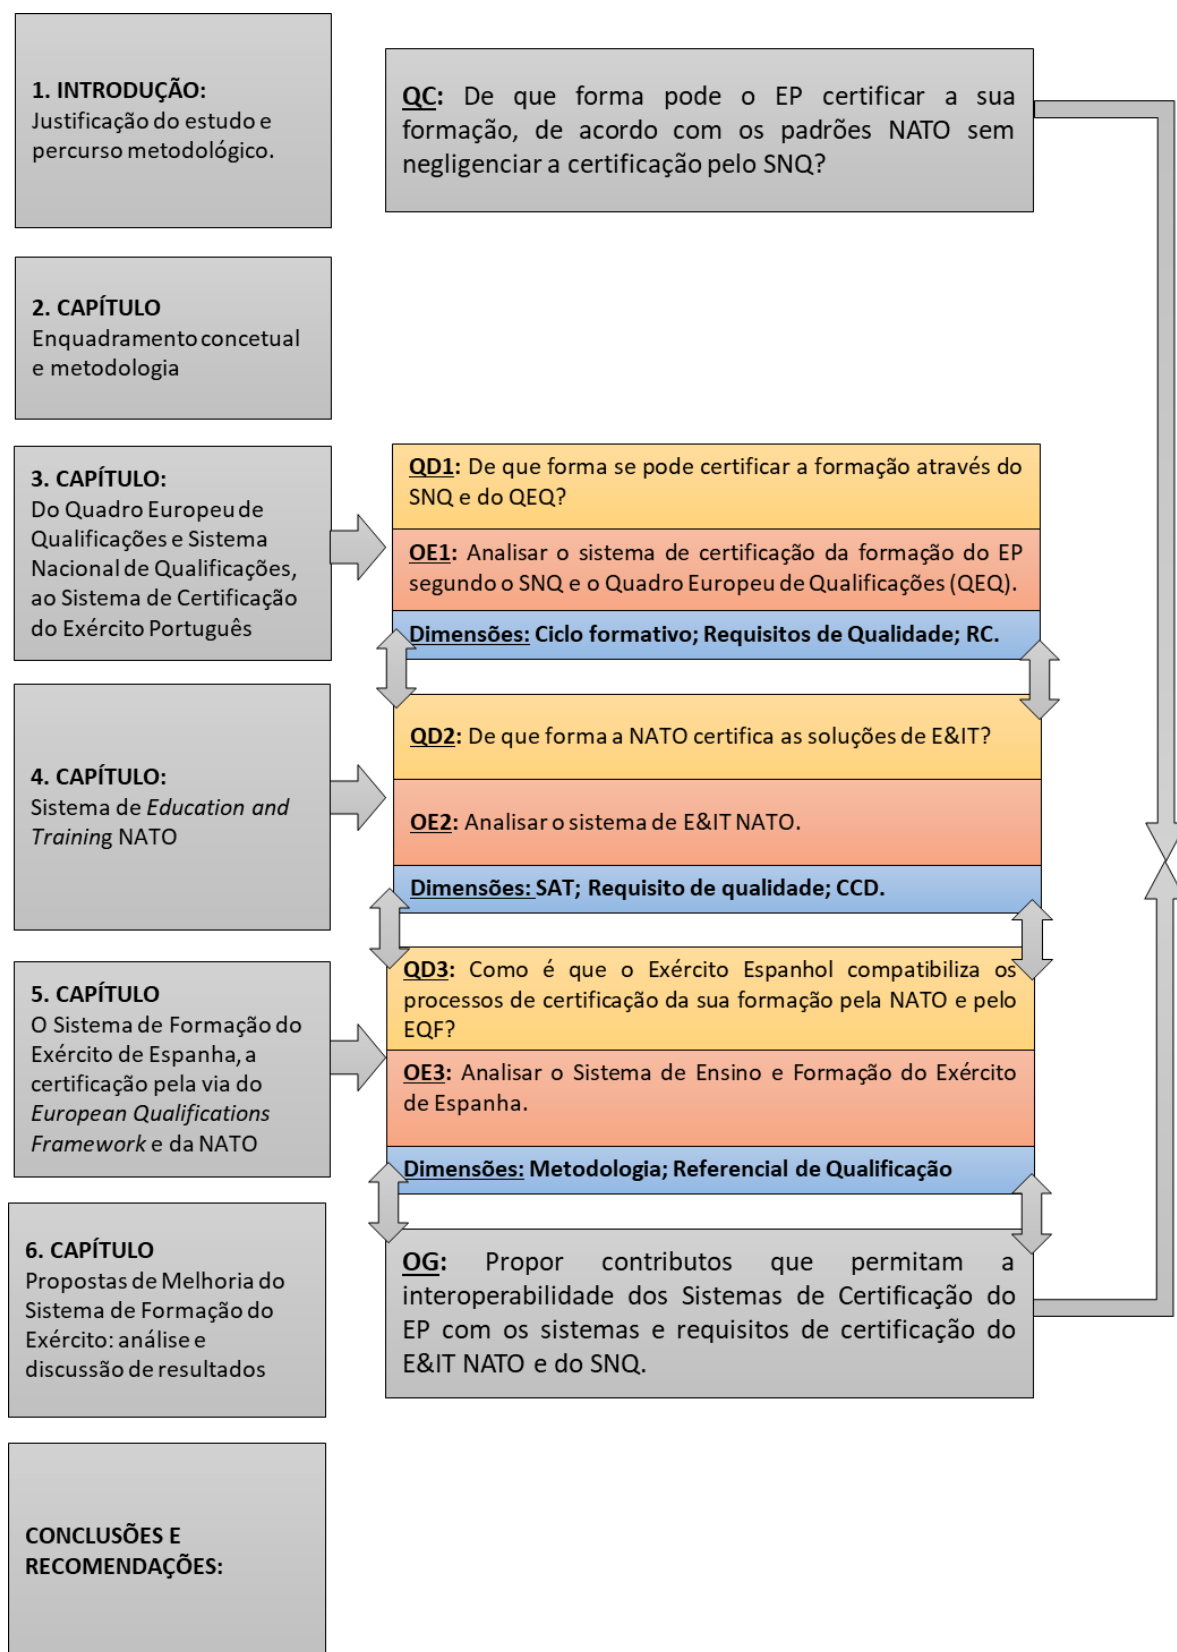 1. INTRODUÇÃO:
Justificação do estudo e
percurso metodológico.
QC: De que forma pode o EP certificar a sua
formação, de acordo com os padrões NATO sem
negligenciar a certificação pelo SNQ?
2. CAPÍTULO
Enquadramento concetual
e metodologia
3. CAPÍTULO:
Do Quadro Europeu de
Qualificações e Sistema
Nacional de Qualificações,
ao Sistema de Certificação
do Exército Português
QD1: De que forma se pode certificar a formação através do
SNQ e do QEQ?
OE1: Analisar o sistema de certificação da formação do EP
segundo o SNQ e o Quadro Europeu de Qualificações (QEQ).
Dimensões: Ciclo formativo; Requisitos de Qualidade; RC.
4. CAPÍTULO:
Sistema de Education and
Training NATO
QD2: De que forma a NATO certifica as soluções de E&IT?
OE2: Analisar o sistema de E&IT NATO.
Dimensões: SAT; Requisito de qualidade; CCD.
5. CAPÍTULO
O Sistema de Formação do
Exército de Espanha, a
certificação pela via do
European Qualifications
Framework e da NATO
QD3: Como é que o Exército Espanhol compatibiliza os
processos de certificação da sua formação pela NATO e pelo
EQF?
OE3: Analisar o Sistema de Ensino e Formação do Exército
de Espanha.
Dimensões: Metodologia; Referencial de Qualificação
6. CAPÍTULO
Propostas de Melhoria do
Sistema de Formação do
Exército: análise e
discussão de resultados
OG: Propor contributos que permitam a
interoperabilidade dos Sistemas de Certificação do
EP com os sistemas e requisitos de certificação do
E&IT NATO e do SNQ.
CONCLUSÕES E
RECOMENDAÇÕES: